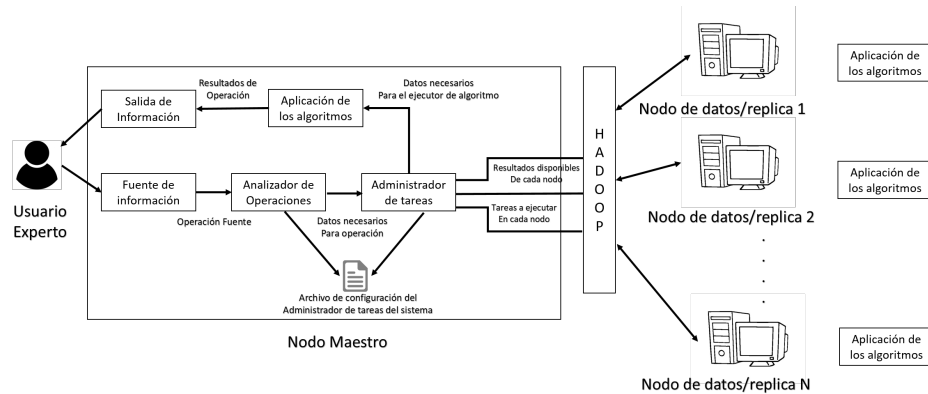 Usuario
Experto
Salida de
Información
Resultados de
Operación
Aplicación de
los algoritmos
Datos necesarios
Para el ejecutor de algoritmo
Fuente de
información
Operación Fuente
Analizador de
Operaciones
Datos necesarios
Para operación
Administrador
de tareas
Resultados disponibles
De cada nodo
Tareas a ejecutar
En cada nodo
Archivo de configuración del
Administrador de tareas del sistema
Nodo Maestro
H
A
D
O
O
P
Nodo de datos/replica 1
Aplicación de
los algoritmos
Nodo de datos/replica 2
Aplicación de
los algoritmos
Nodo de datos/replica N
Aplicación de
los algoritmos